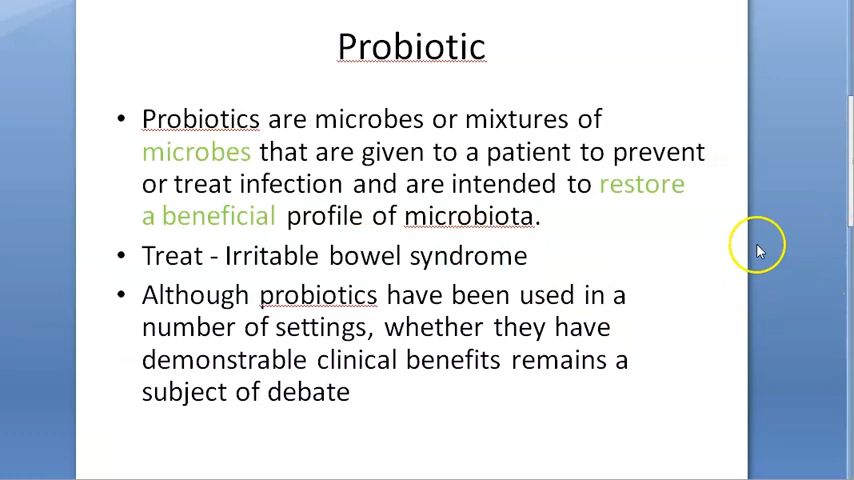 Probiotic
• Probiotics are microbes or mixtures of
microbes that are given to a patient to prevent
or treat infection and are intended to restore
a beneficial profile of microbiota.
• Treat - Irritable bowel syndrome
• Although probiotics have been used in a
number of settings, whether they have
demonstrable clinical benefits remains a
subject of debate